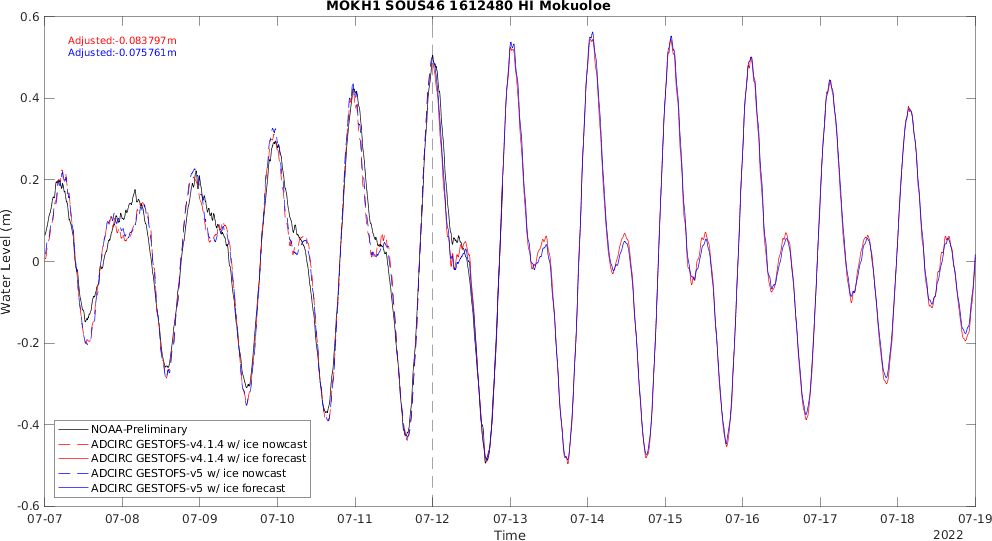 MOKH1 SOUS46 1612480 HI Mokuoloe
Adjusted:-0.083797m
Adjusted:-0.075761m
0.6
0.4
0.2
0
-0.2
-0.4
-0.6
Water Level (m)
NOAA-Preliminary
ADCIRC GESTOFS-v4.1.4 w/ ice nowcast
ADCIRC GESTOFS-v4.1.4 w/ ice forecast
ADCIRC GESTOFS-v5 w/ ice nowcast
ADCIRC GESTOFS-v5 w/ ice forecast
07-07 07-08 07-09 07-10 07-11 07-12 07-13 07-14 07-15 07-16 07-17 07-18 07-19
Time
2022